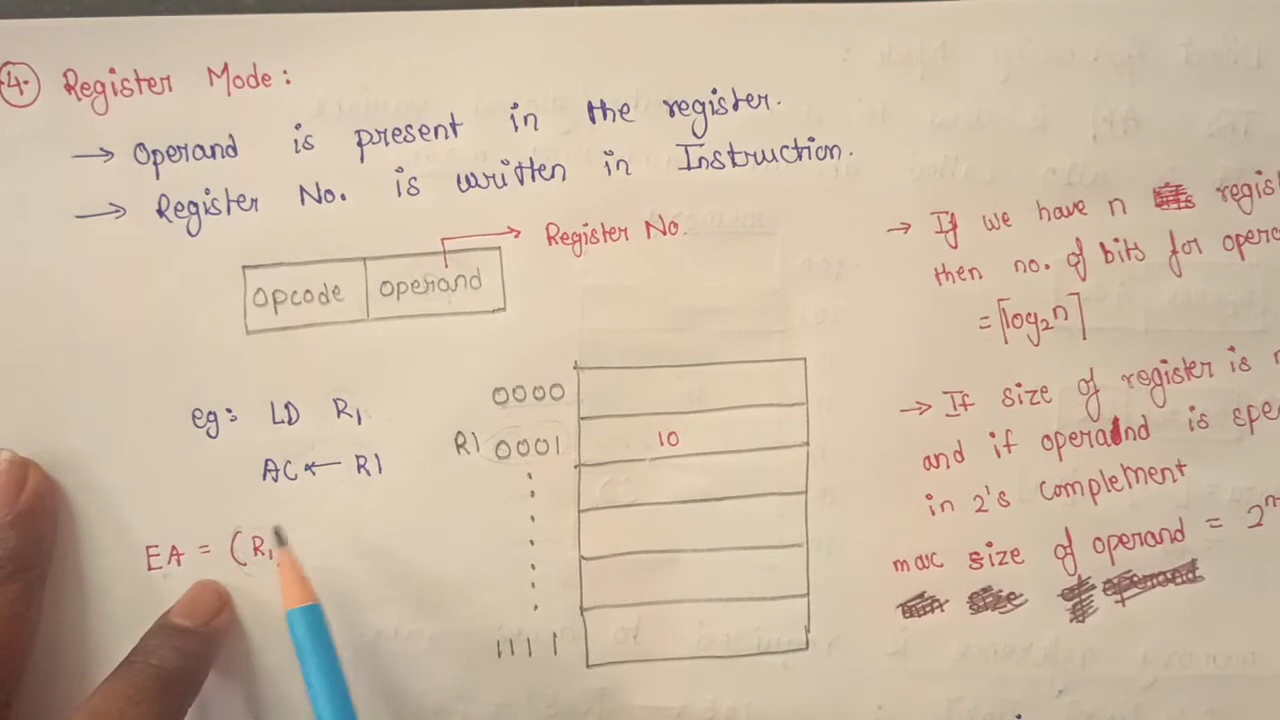 4. Register Mode:
→ Operand is present in the register.
→ Register No. is written in Instruction.
Register No.
opcode operand
eg: LD R1
AC ← R1
EA = (R1
0000
R1 0001 10
1111
→ If we have n
then no. of bits for
= ⌈log2n⌉
→ If size of register is
and if operand is
in 2's complement
max size of operand = 2^n